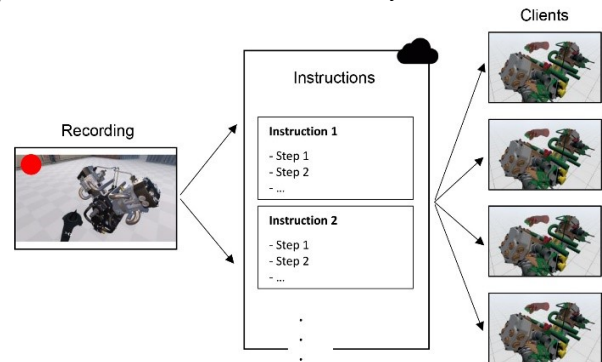 Clients
Instructions
Recording
Instruction 1
- Step 1
- Step 2
- ...
Instruction 2
- Step 1
- Step 2
- ...